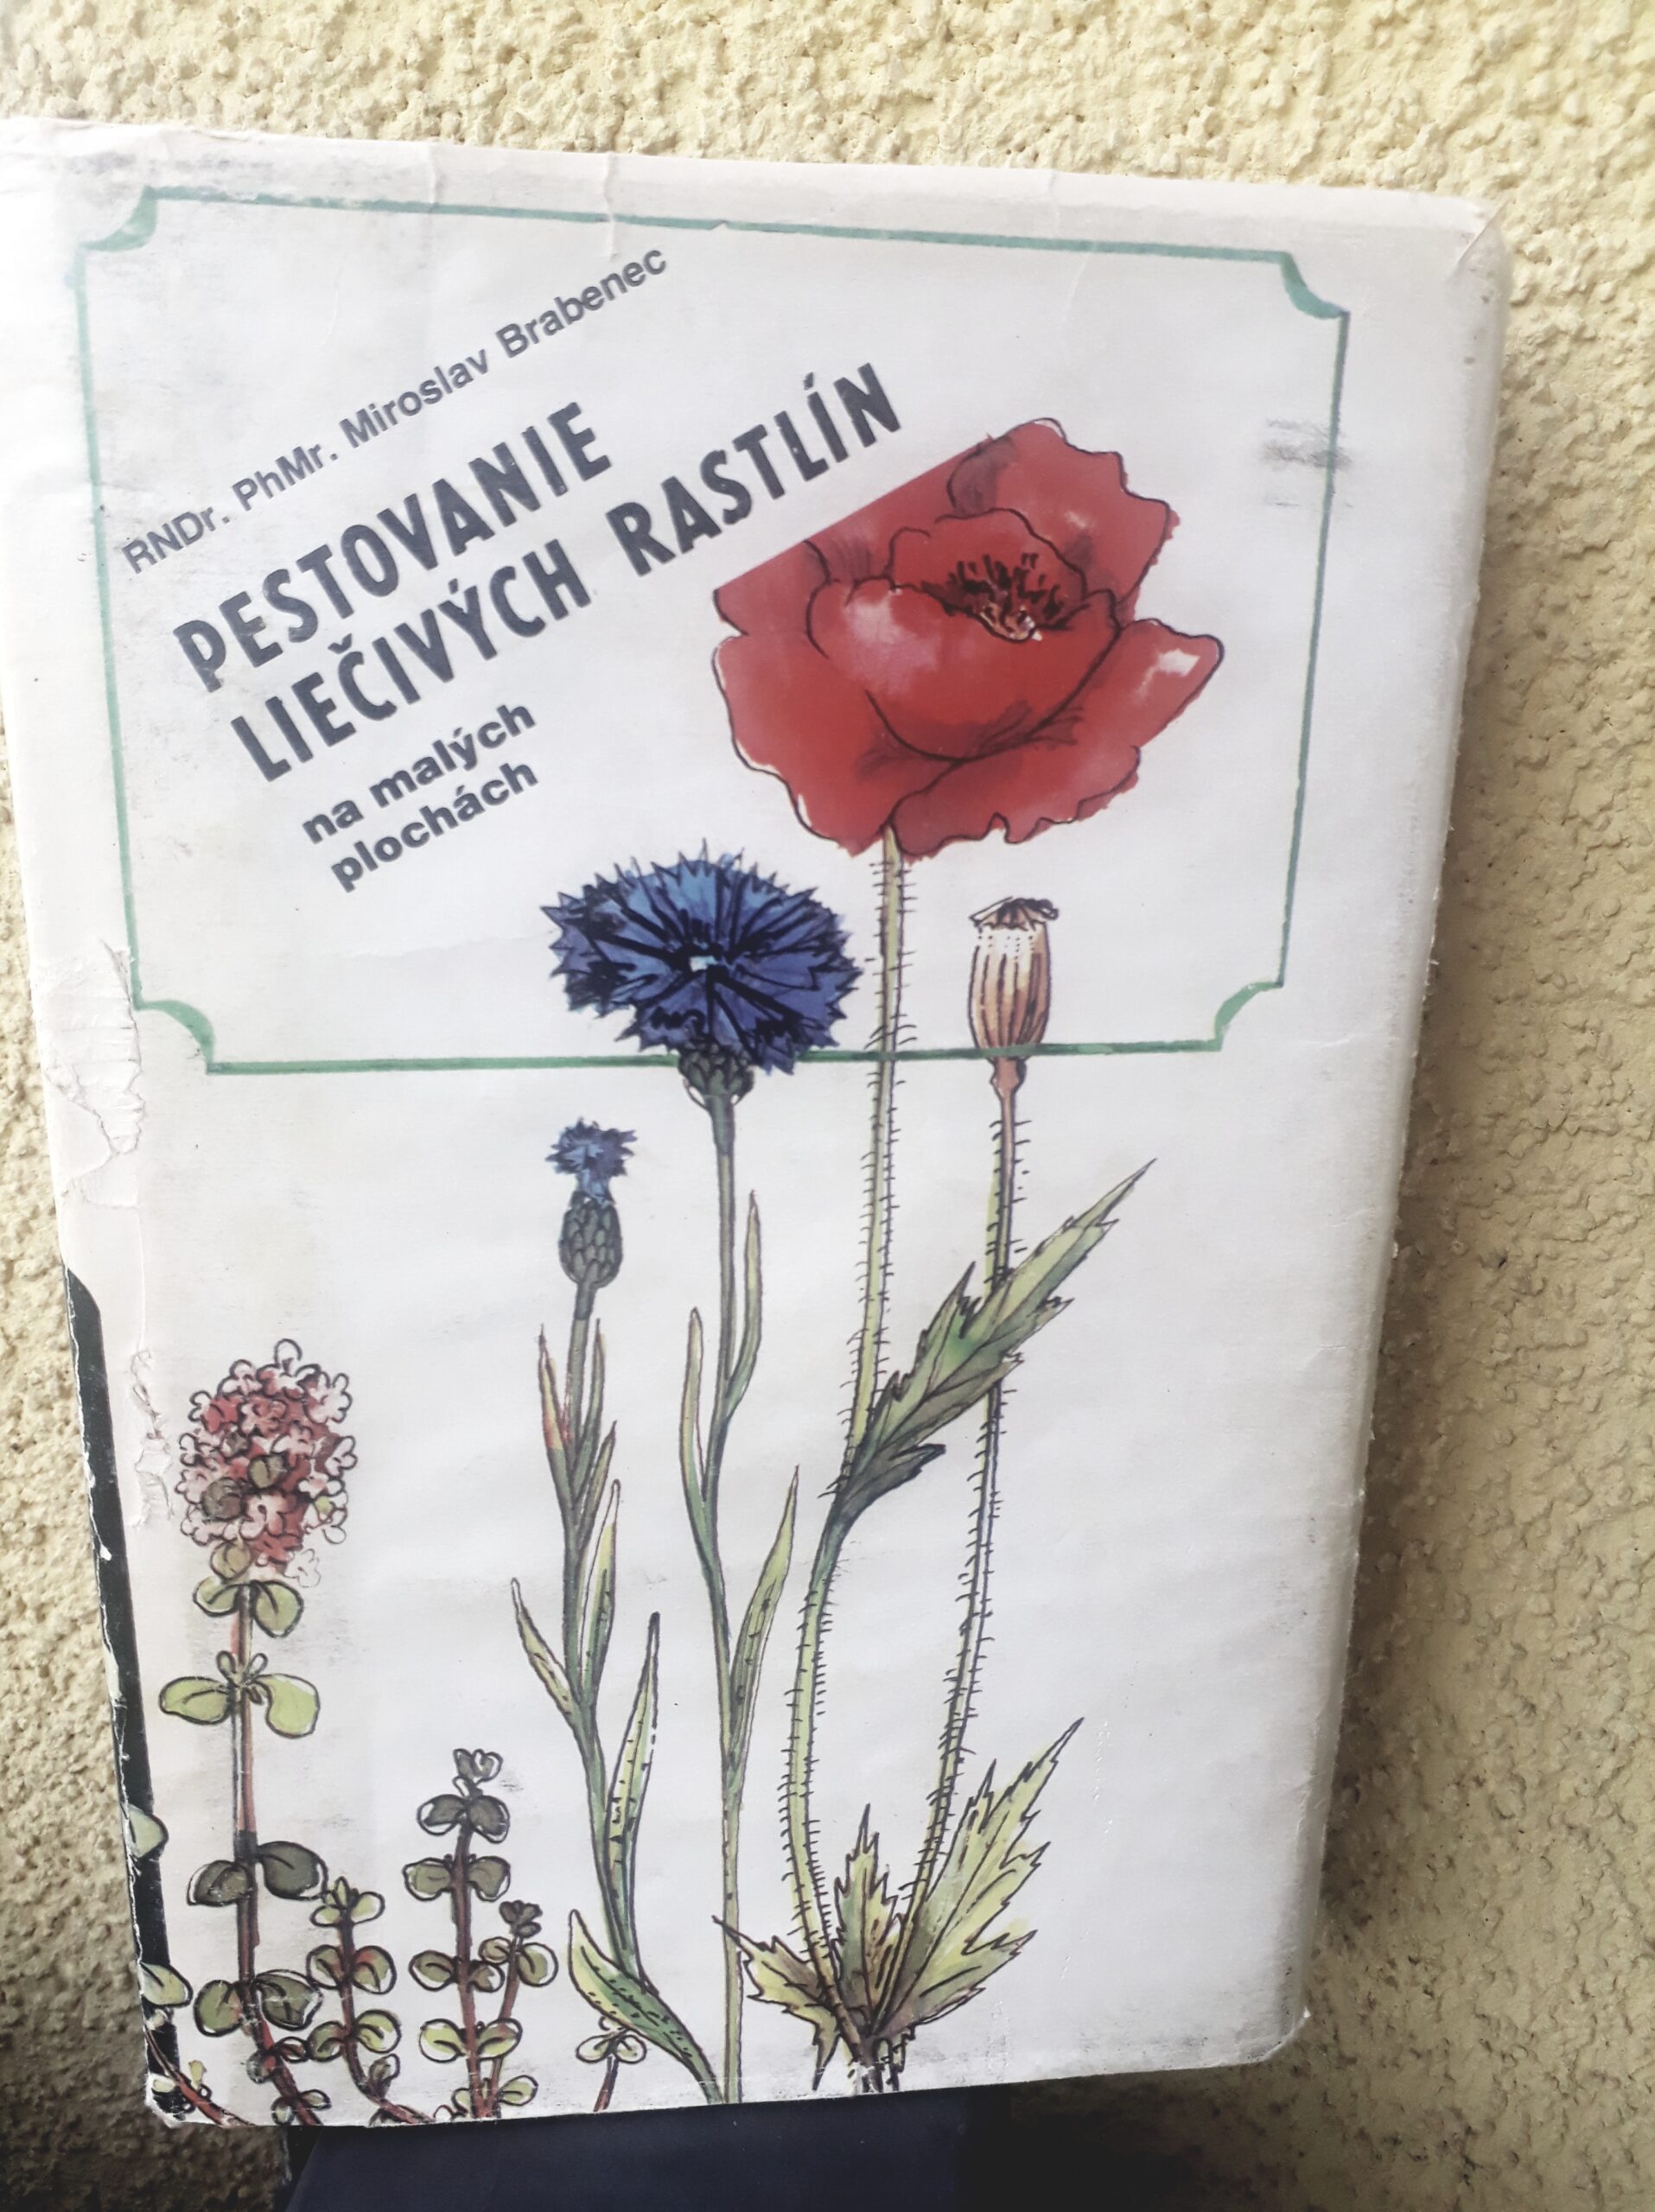 RNDr. PhMr. Miroslav Brabenec
PESTOVANIE
LIEČIVÝCH RASTLÍN
na malých
plochách